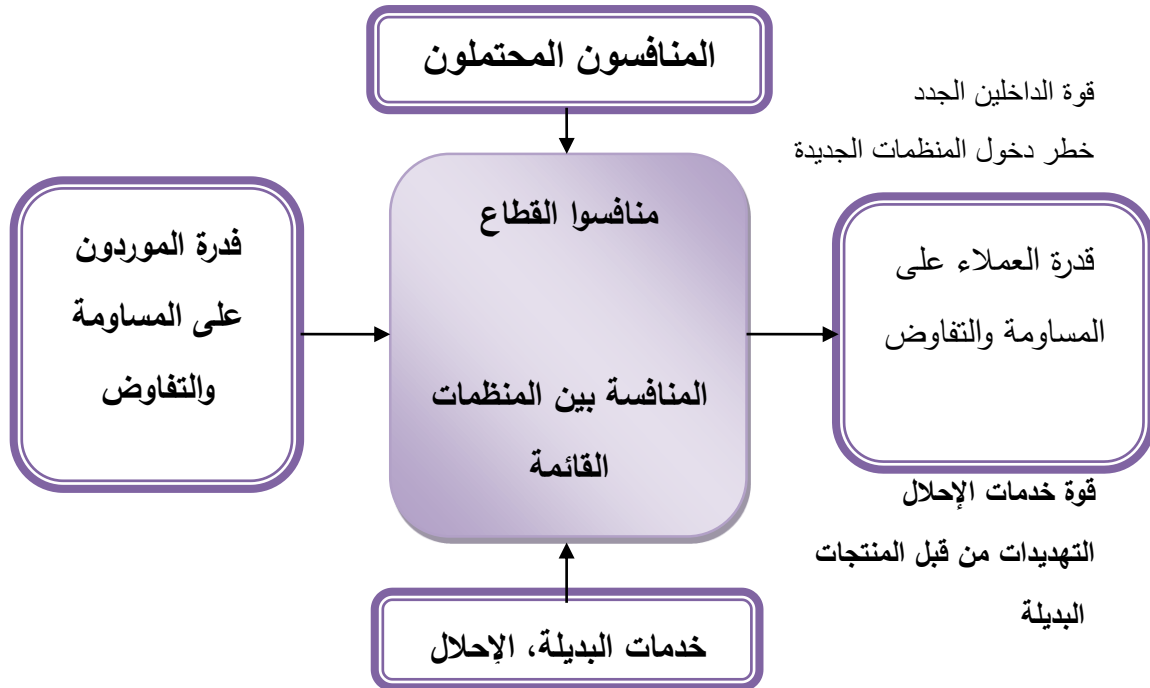 المنافسون المحتملون
قوة الداخلين الجدد
خطر دخول المنظمات الجديدة
قدرة العملاء على
المساومة والتفاوض
منافسوا القطاع
المنافسة بين المنظمات
القائمة
فدرة الموردون
على المساومة
والتفاوض
قوة خدمات الإحلال
التهديدات من قبل المنتجات
البديلة
خدمات البديلة، الإحلال